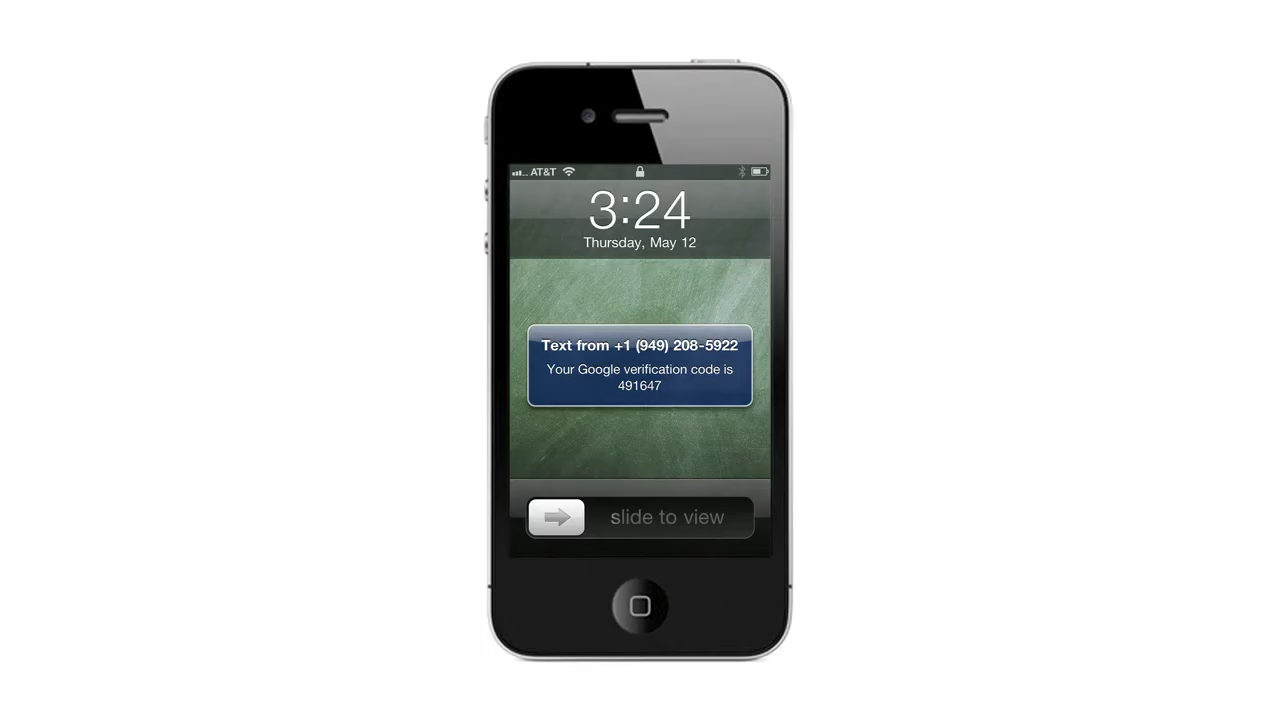 AT&T
3:24
Thursday, May 12
Text from +1 (949) 208-5922
Your Google verification code is
491647
slide to view